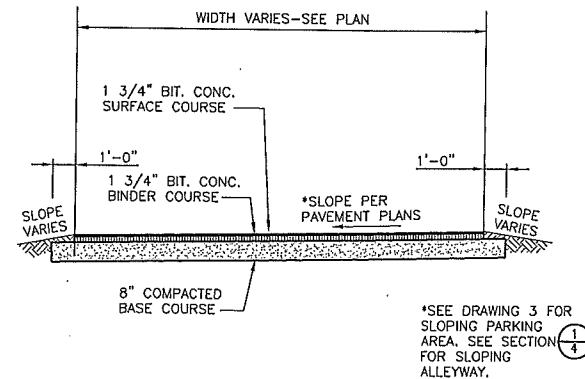 WIDTH VARIES-SEE PLAN
1 3/4" BIT. CONC.
SURFACE COURSE
1'-0"
1'-0"
1 3/4" BIT. CONC.
BINDER COURSE
*SLOPE PER
PAVEMENT PLANS
SLOPE
VARIES
SLOPE
VARIES
8" COMPACTED
BASE COURSE
*SEE DRAWING 3 FOR
SLOPING PARKING
AREA. SEE SECTION
FOR SLOPING
ALLEYWAY.
1
4